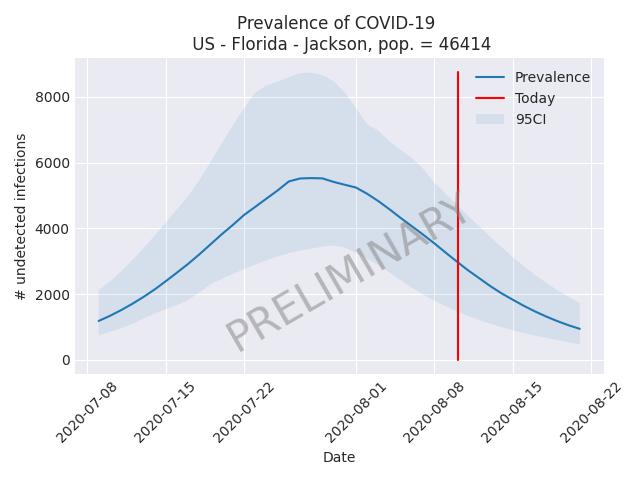 Prevalence of COVID-19
US - Florida - Jackson, pop. = 46414
Prevalence
Today
95CI
# undetected infections
8000
6000
4000
2000
0
PRELIMINARY
2020-07-08
2020-07-15
2020-07-22
2020-08-01
2020-08-08
2020-08-15
2020-08-22
Date